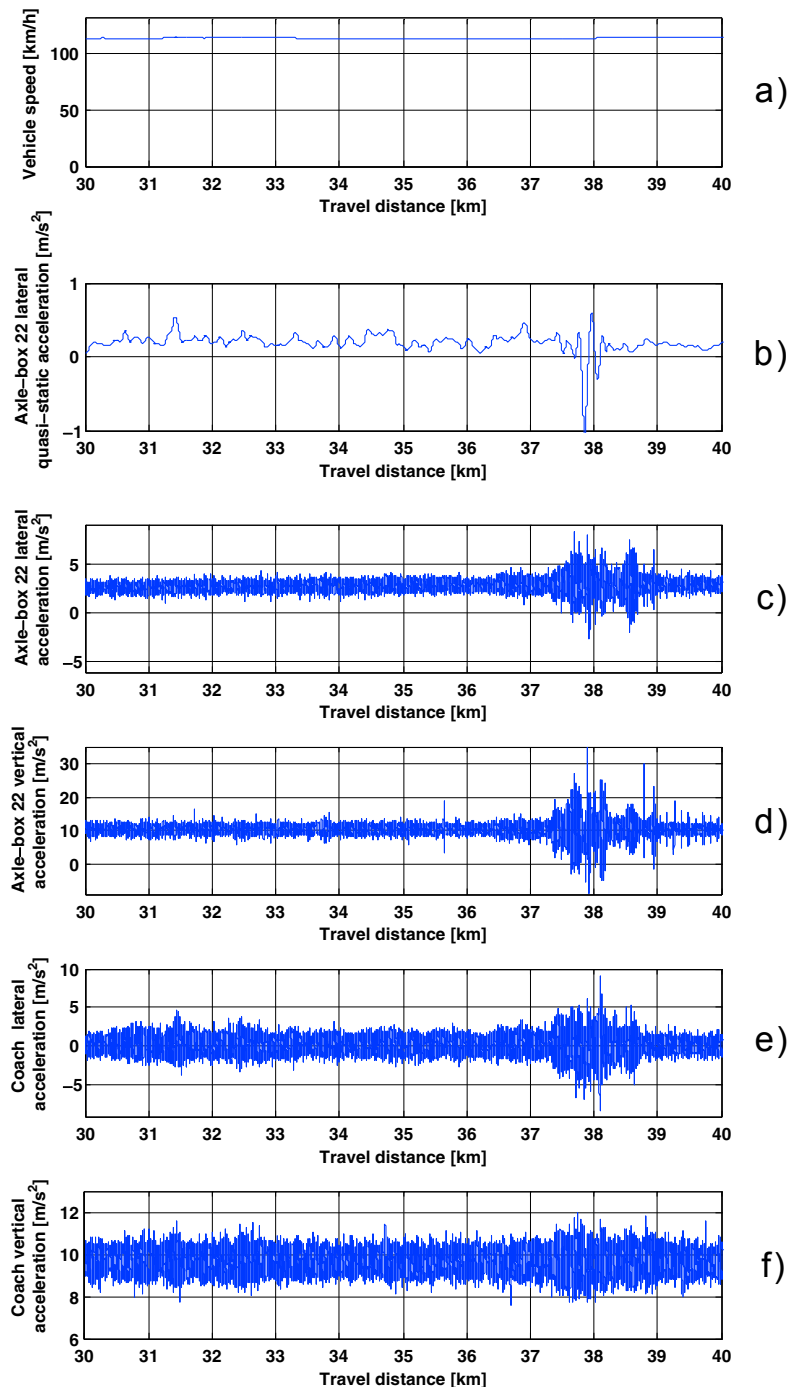 Vehicle speed [km/h]
100
50
0
30 31 32 33 34 35 36 37 38 39 40
Travel distance [km]
a)
Axle−box 22 lateral
quasi−static acceleration [m/s²]
1
0
−1
30 31 32 33 34 35 36 37 38 39 40
Travel distance [km]
b)
Axle−box 22 lateral
acceleration [m/s²]
5
0
−5
30 31 32 33 34 35 36 37 38 39 40
Travel distance [km]
c)
Axle−box 22 vertical
acceleration [m/s²]
30
20
10
0
30 31 32 33 34 35 36 37 38 39 40
Travel distance [km]
d)
Coach lateral
acceleration [m/s²]
10
5
0
−5
30 31 32 33 34 35 36 37 38 39 40
Travel distance [km]
e)
Coach vertical
acceleration [m/s²]
12
10
8
6
30 31 32 33 34 35 36 37 38 39 40
Travel distance [km]
f)